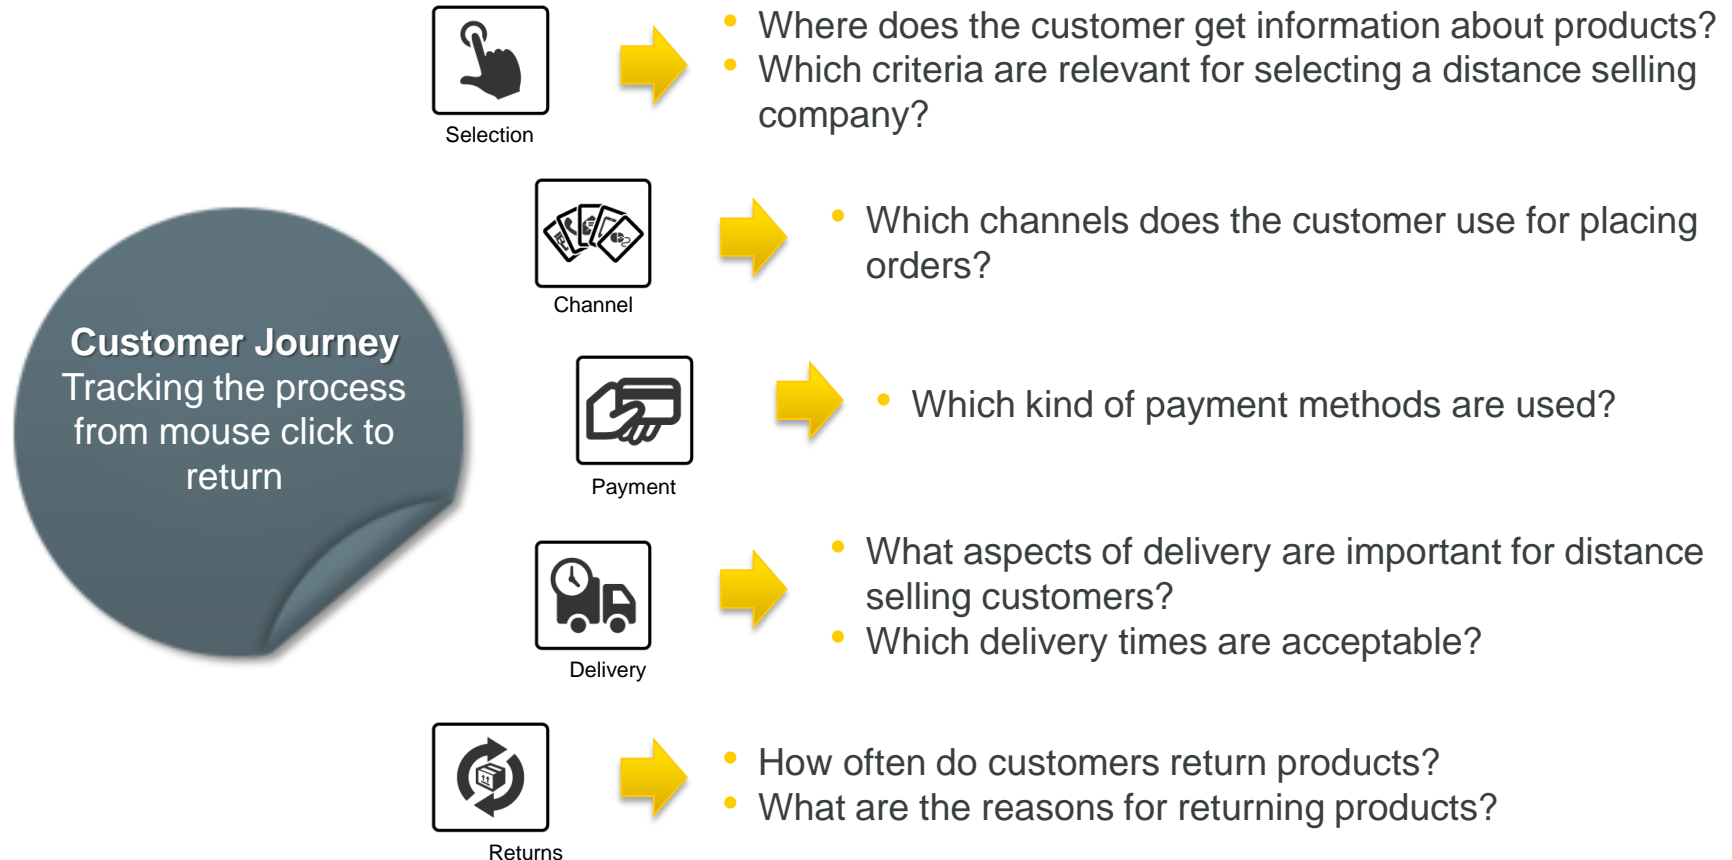 Where does the customer get information about products?
Which criteria are relevant for selecting a distance selling
company?
Selection
Which channels does the customer use for placing
orders?
Channel
Customer Journey
Tracking the process
from mouse click to
return
Which kind of payment methods are used?
Payment
What aspects of delivery are important for distance
selling customers?
Which delivery times are acceptable?
Delivery
How often do customers return products?
What are the reasons for returning products?
Returns